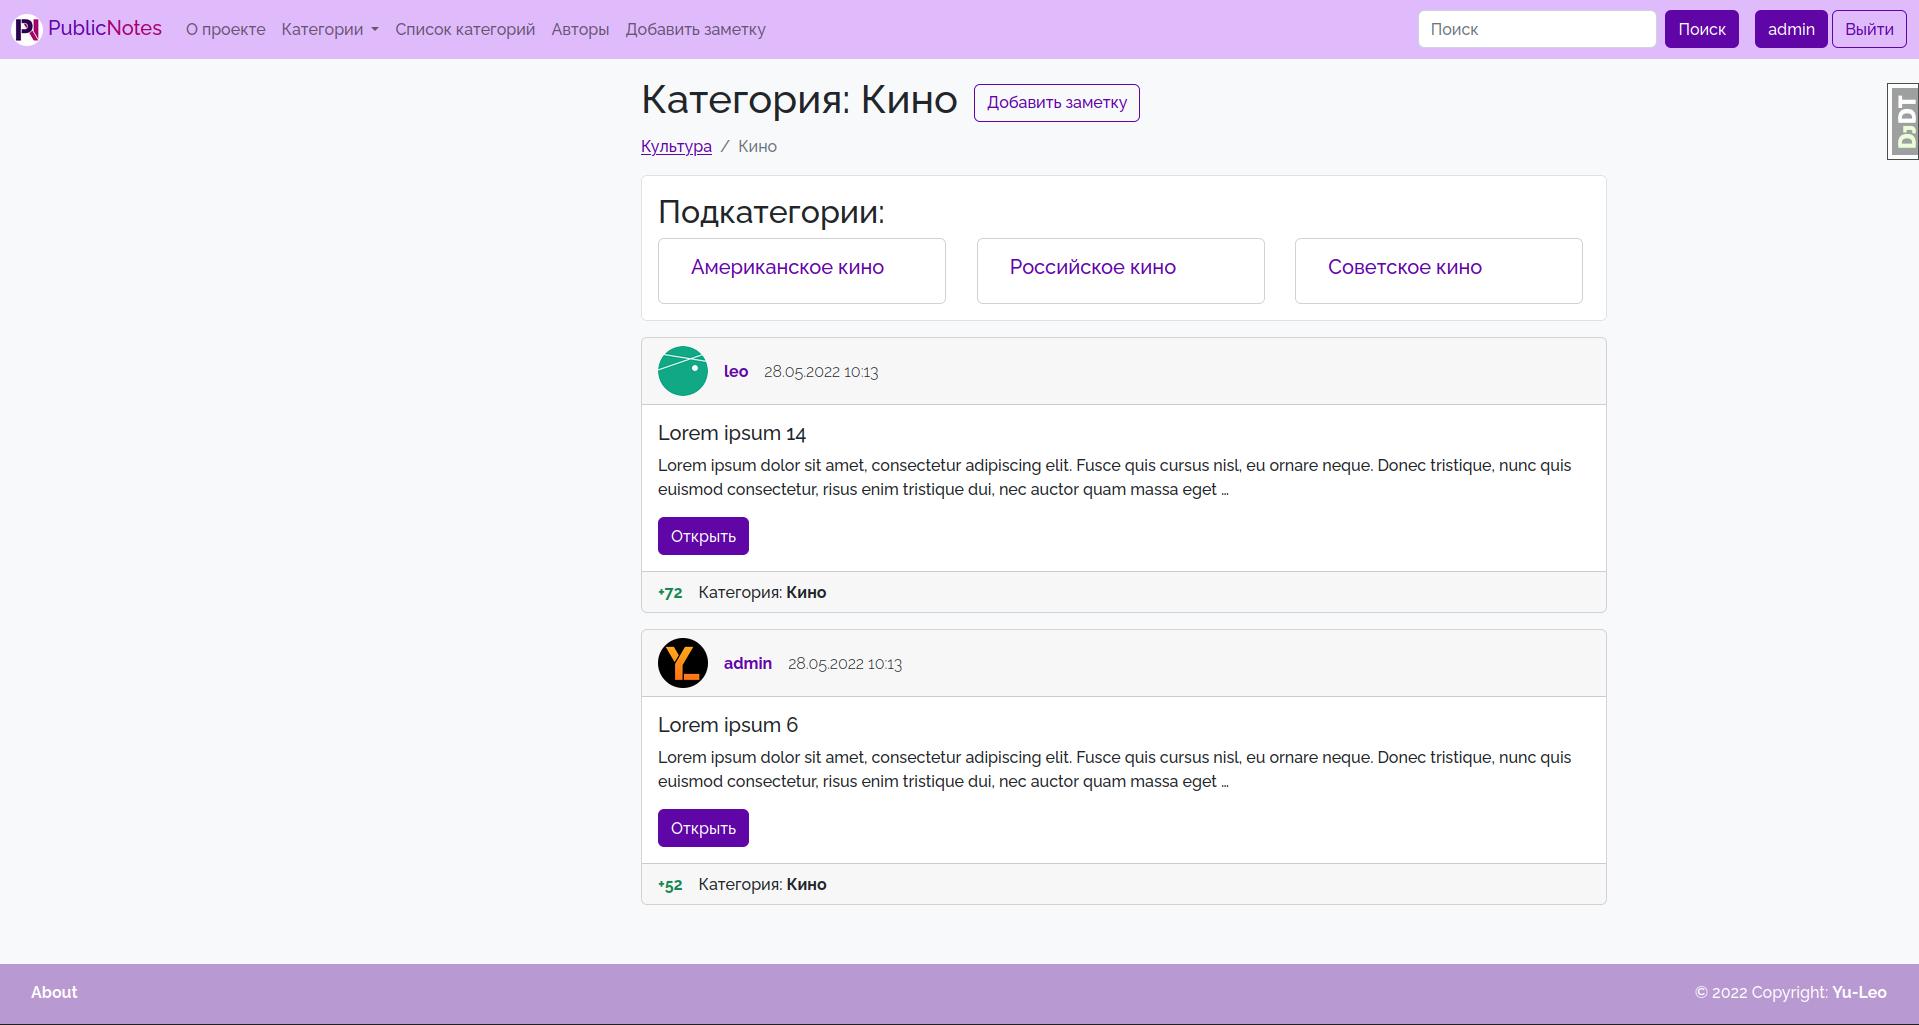 PublicNotes О проекте Категории Список категорий Авторы Добавить заметку Поиск Поиск admin Выйти
Категория: Кино Добавить заметку
DJDT
Культура / Кино
Подкатегории:
Американское кино Российское кино Советское кино
leo 28.05.2022 10:13
Lorem ipsum 14
Lorem ipsum dolor sit amet, consectetur adipiscing elit. Fusce quis cursus nisl, eu ornare neque. Donec tristique, nunc quis
euismod consectetur, risus enim tristique dui, nec auctor quam massa eget …
Открыть
+72 Категория: Кино
admin 28.05.2022 10:13
Lorem ipsum 6
Lorem ipsum dolor sit amet, consectetur adipiscing elit. Fusce quis cursus nisl, eu ornare neque. Donec tristique, nunc quis
euismod consectetur, risus enim tristique dui, nec auctor quam massa eget …
Открыть
+52 Категория: Кино
About © 2022 Copyright: Yu-Leo